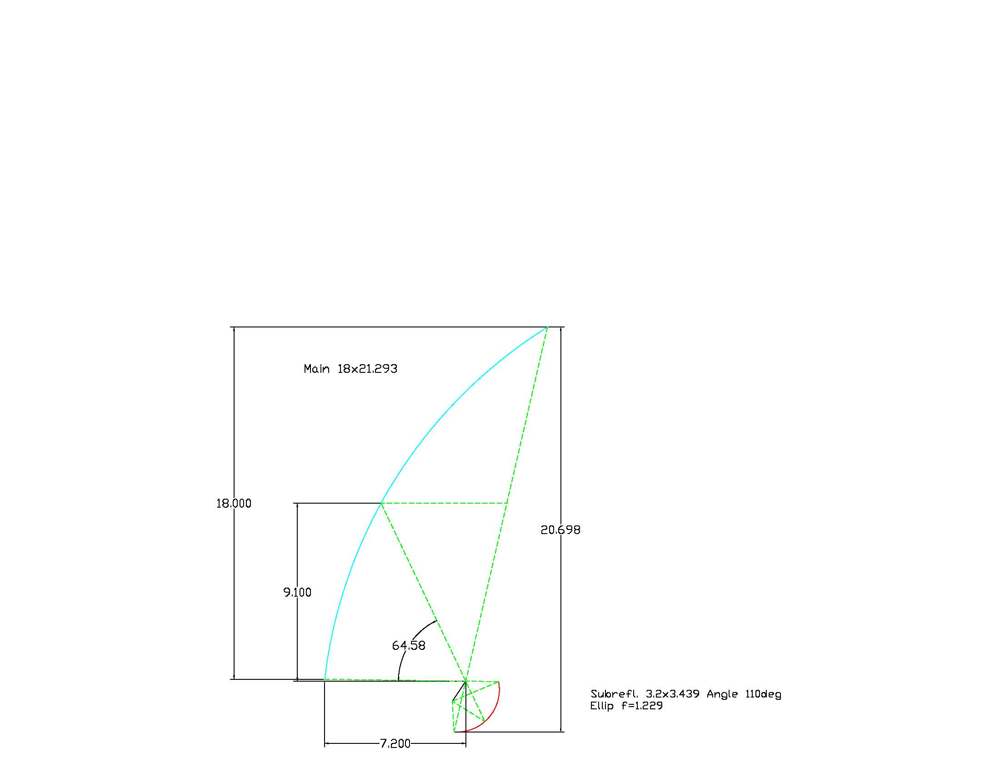 Main 18x21.293
18.000
20.698
9.100
64.58
Subrefl. 3.2x3.439 Angle 110deg
Ellip f=1.229
7.200